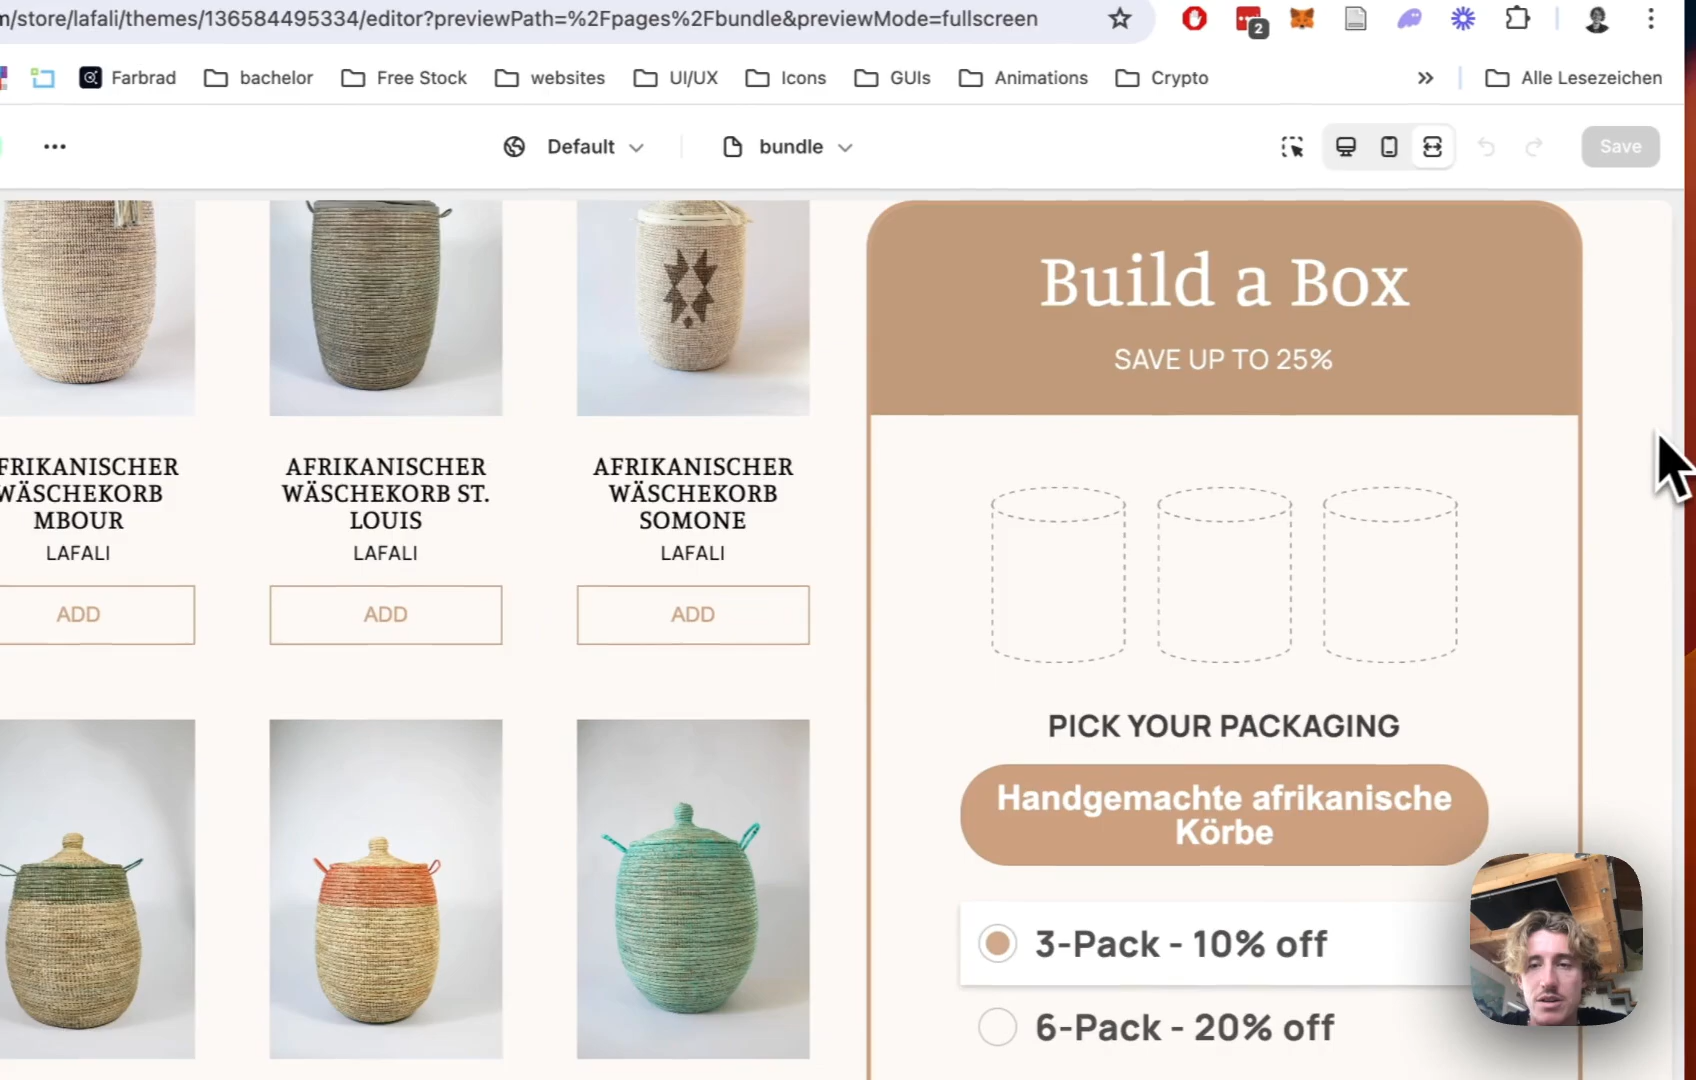 /store/lafali/themes/136584495334/editor?previewPath=%2Fpages%2Fbundle&previewMode=fullscreen
2
Farbrad
bachelor
Free Stock
websites
UI/UX
Icons
GUIs
Animations
Crypto
Alle Lesezeichen
Default
bundle
Save
FRIKANISCHER
WÄSCHEKORB
MBOUR
LAFALI
ADD
AFRIKANISCHER
WÄSCHEKORB ST.
LOUIS
LAFALI
ADD
AFRIKANISCHER
WÄSCHEKORB
SOMONE
LAFALI
ADD
Build a Box
SAVE UP TO 25%
PICK YOUR PACKAGING
Handgemachte afrikanische
Körbe
3-Pack - 10% off
6-Pack - 20% off